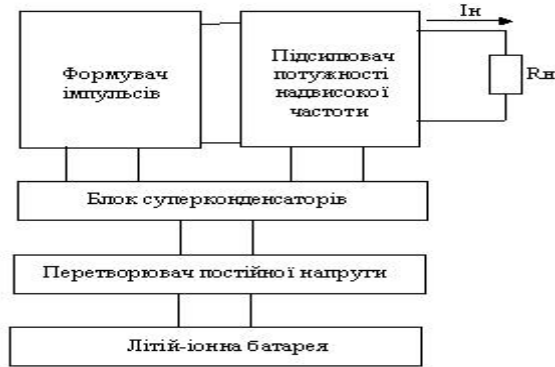 Формувач
імпульсів
Підсилювач
потужності
надвисокої
частоти
Iн
Rн
Блок суперконденсаторів
Перетворювач постійної напруги
Літій-іонна батарея